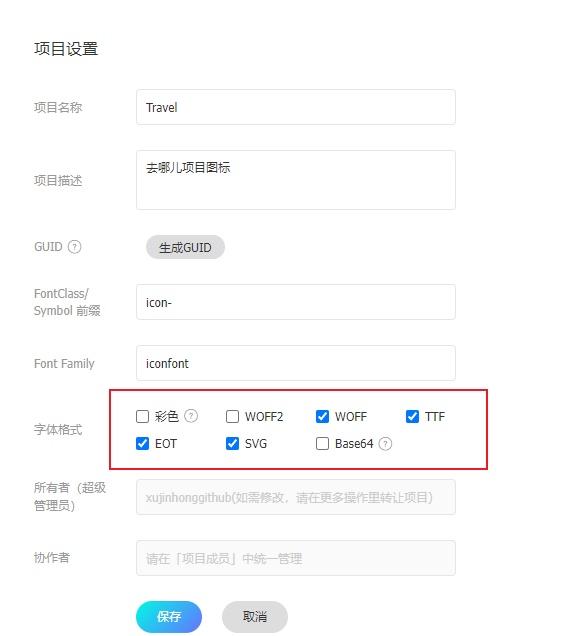 项目设置
项目名称
Travel
项目描述
去哪儿项目图标
GUID ?
生成GUID
FontClass/
Symbol 前缀
icon-
Font Family
iconfont
字体格式
彩色 ? WOFF2 WOFF TTF
EOT SVG Base64 ?
所有者（超级
管理员）
xujinhonggithub(如需修改，请在更多操作里转让项目)
协作者
请在「项目成员」中统一管理
保存 取消